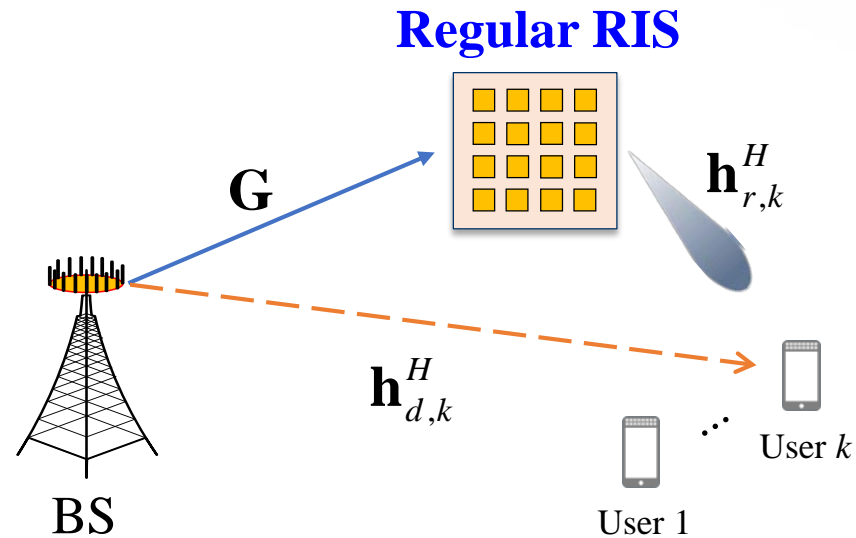 Regular RIS
G
h_{r,k}^H
h_{d,k}^H
BS
User 1
...
User k